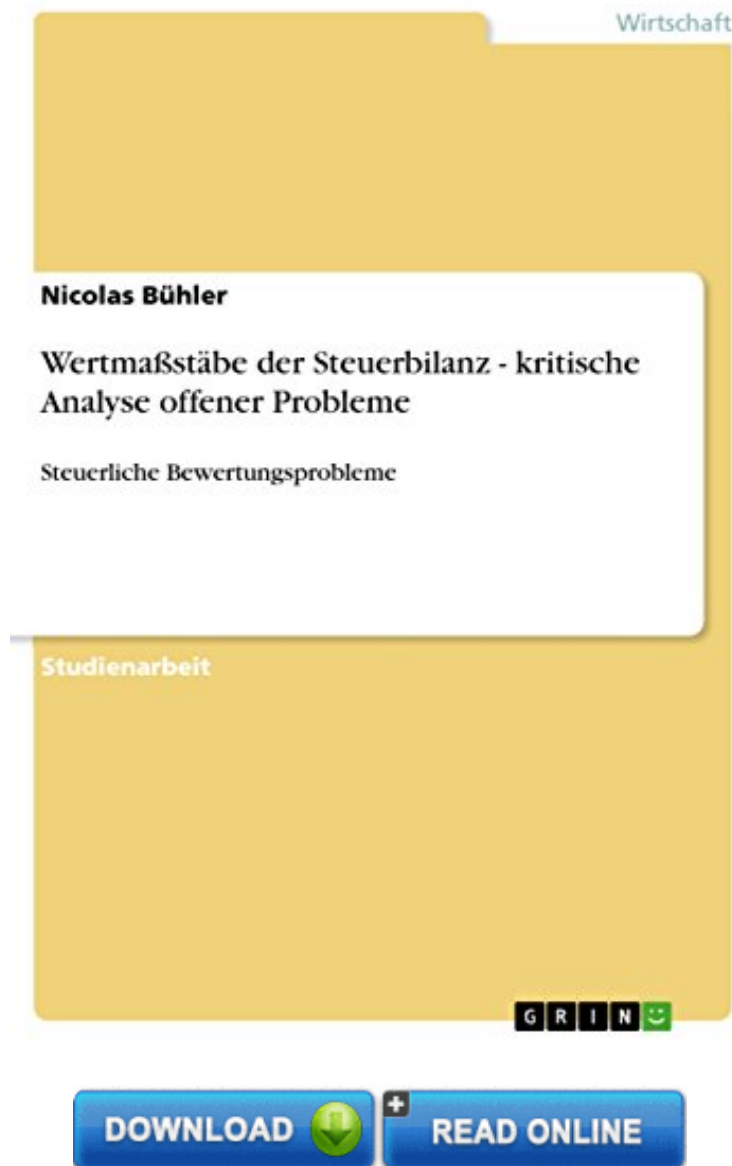 Wirtschaft
Nicolas Bühler
Wertmaßstäbe der Steuerbilanz - kritische
Analyse offener Probleme
Steuerliche Bewertungsprobleme
Studienarbeit
GRIN
DOWNLOAD
READ ONLINE